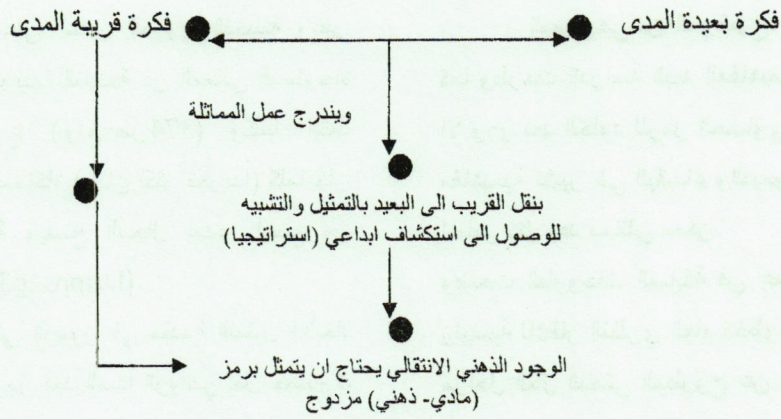 فكرة بعيدة المدى
فكرة قريبة المدى
ويندرج عمل المماثلة
بنقل القريب الى البعيد بالتمثيل والتشبيه
للوصول الى استكشاف ابداعي (استراتيجيا)
الوجود الذهني الانتقالي يحتاج ان يتمثل برمز
(مادي- ذهني) مزدوج